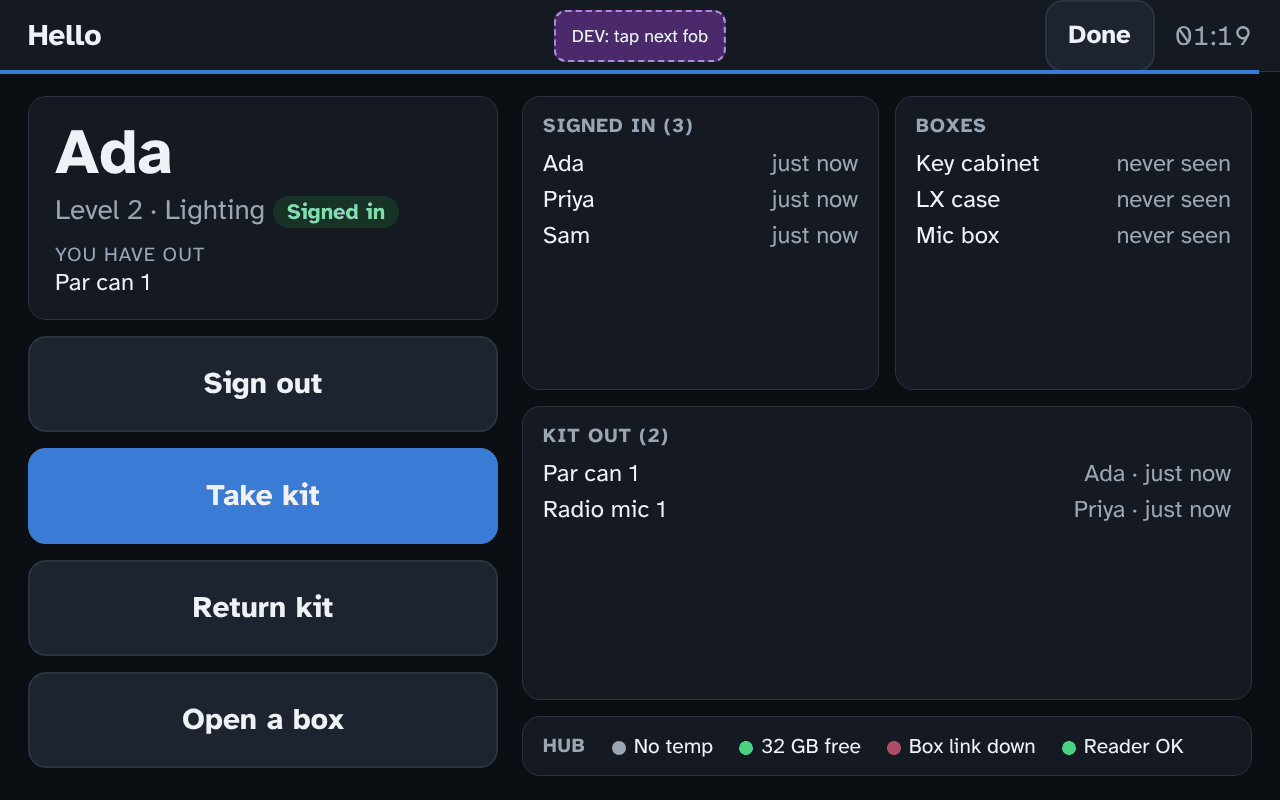 Hello
DEV: tap next fob
Done
01:19
Ada
Level 2 · Lighting Signed in
YOU HAVE OUT
Par can 1
Sign out
Take kit
Return kit
Open a box
SIGNED IN (3)
Ada just now
Priya just now
Sam just now
BOXES
Key cabinet never seen
LX case never seen
Mic box never seen
KIT OUT (2)
Par can 1 Ada · just now
Radio mic 1 Priya · just now
HUB No temp 32 GB free Box link down Reader OK